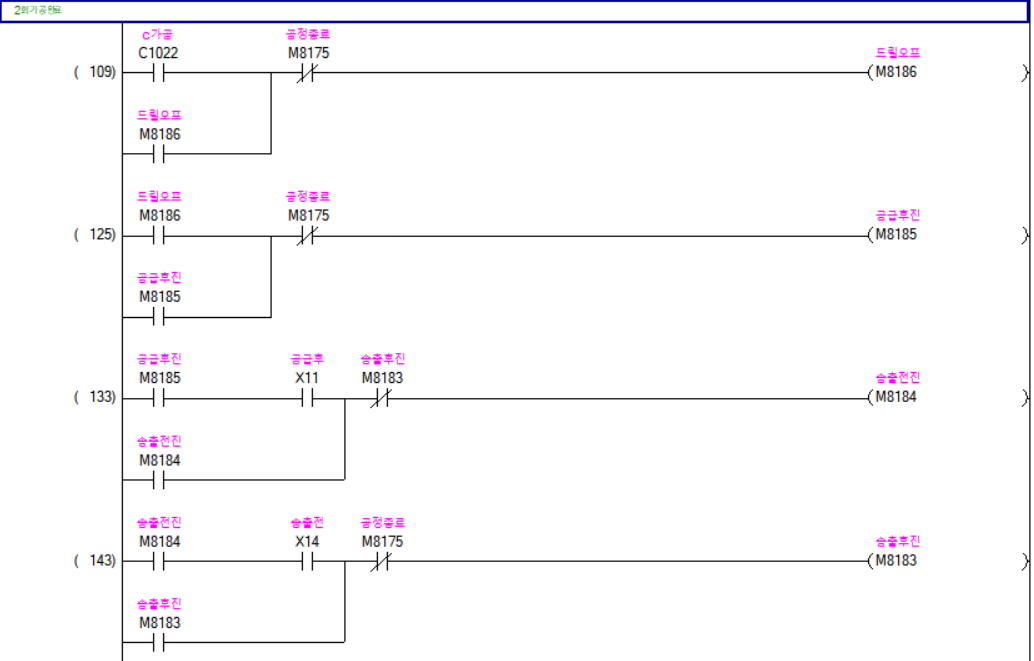 2회가공완료
c가공 공정종료
C1022 M8175 드릴오프
( 109) (M8186 )
드릴오프
M8186
드릴오프 공정종료
M8186 M8175 공급후진
( 125) (M8185 )
공급후진
M8185
공급후진 공급후 송출후진
M8185 X11 M8183 송출전진
( 133) (M8184 )
송출전진
M8184
송출전진 송출전 공정종료
M8184 X14 M8175 송출후진
( 143) (M8183 )
송출후진
M8183